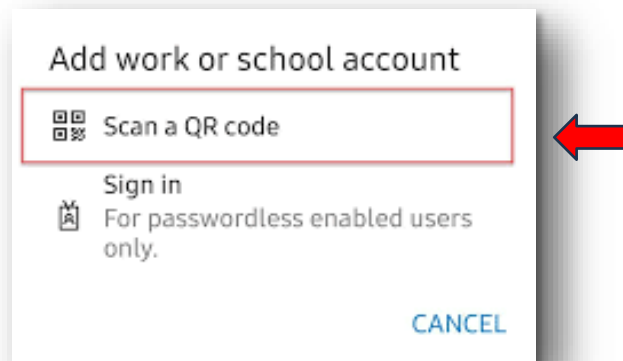 Add work or school account
Scan a QR code
Sign in
For passwordless enabled users
only.
CANCEL